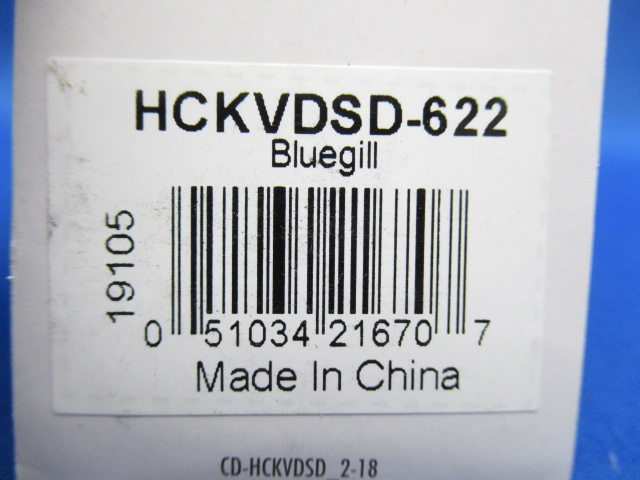 HCKVDSD-622
Bluegill
19105
0 51034 21670 7
Made In China
CD-HCKVDSD_2-18